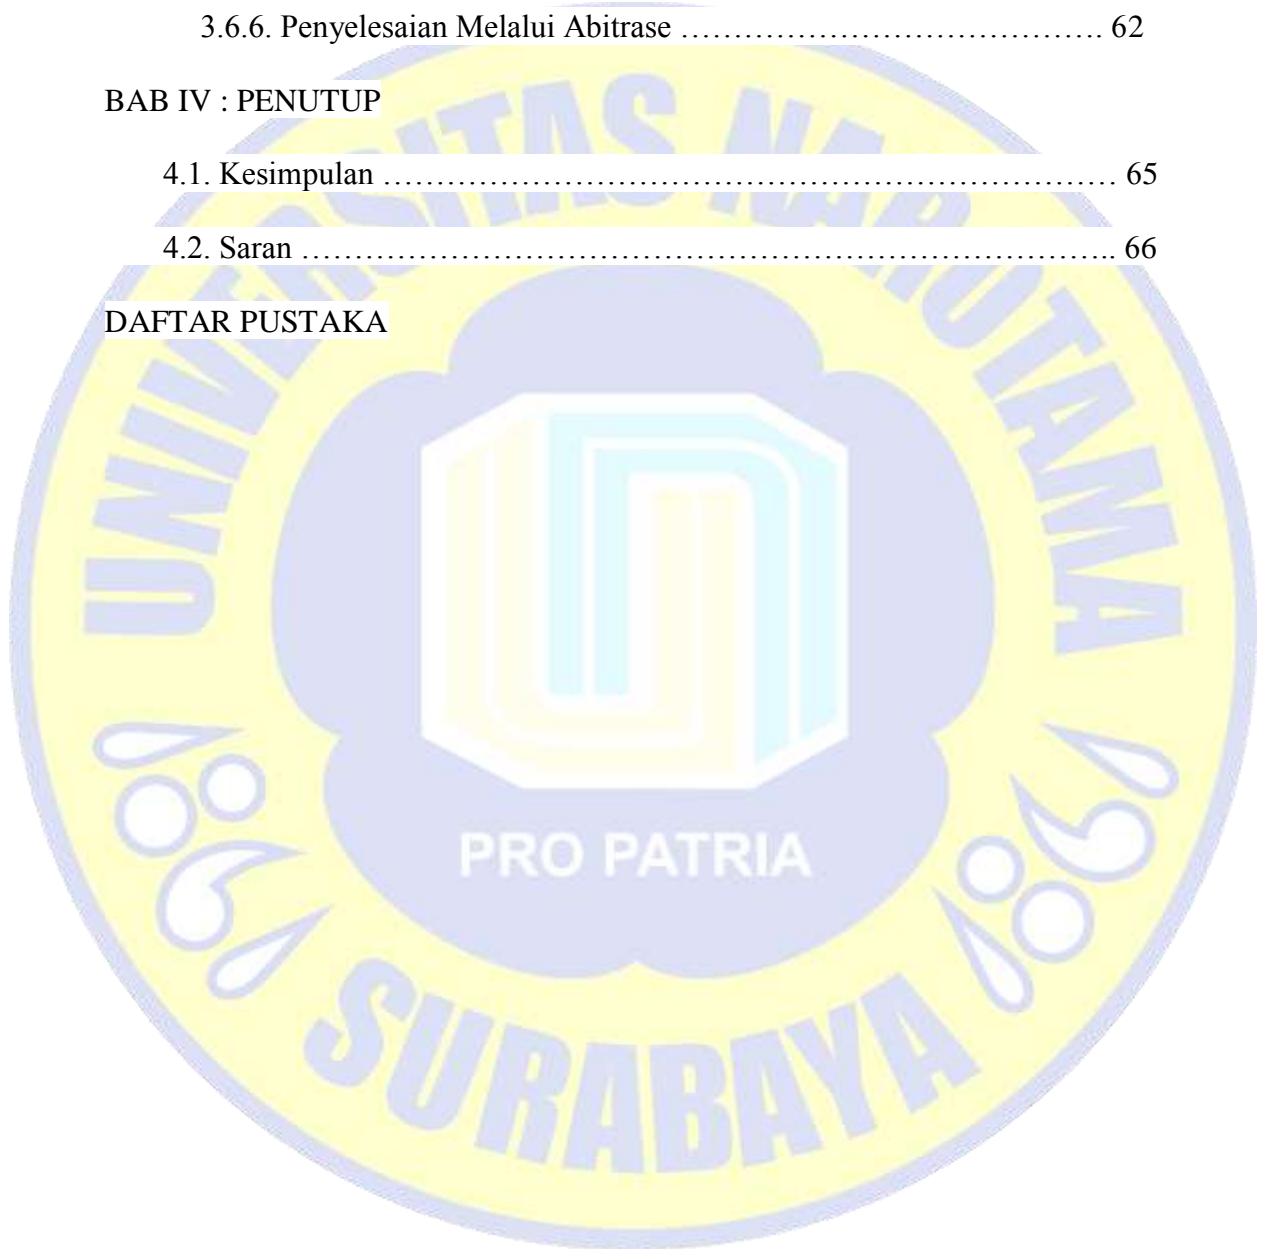 3.6.6. Penyelesaian Melalui Abitrase …………………………………. 62
BAB IV : PENUTUP
4.1. Kesimpulan …………………………………………………………… 65
4.2. Saran ………………………………………………………………….. 66
DAFTAR PUSTAKA
UNIVERSITAS NAROTAMA
PRO PATRIA
SURABAYA